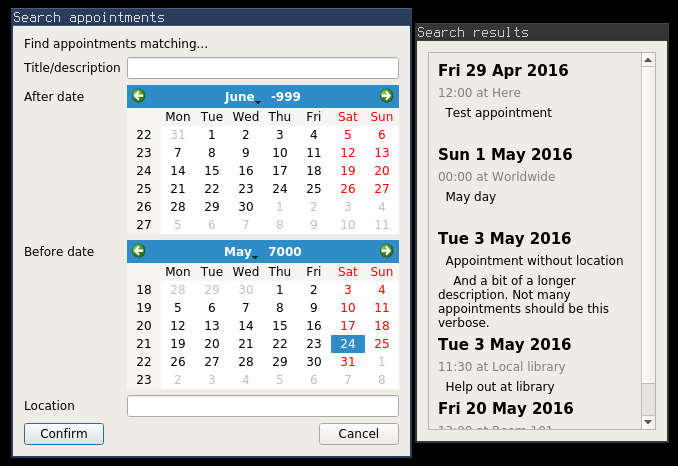 Search appointments
Find appointments matching...
Title/description
After date
June -999
Mon Tue Wed Thu Fri Sat Sun
22 31 1 2 3 4 5 6
23 7 8 9 10 11 12 13
24 14 15 16 17 18 19 20
25 21 22 23 24 25 26 27
26 28 29 30 1 2 3 4
27 5 6 7 8 9 10 11
Before date
May 7000
Mon Tue Wed Thu Fri Sat Sun
18 28 29 30 1 2 3 4
19 5 6 7 8 9 10 11
20 12 13 14 15 16 17 18
21 19 20 21 22 23 24 25
22 26 27 28 29 30 31 1
23 2 3 4 5 6 7 8
Location
Confirm
Cancel
Search results
Fri 29 Apr 2016
12:00 at Here
Test appointment
Sun 1 May 2016
00:00 at Worldwide
May day
Tue 3 May 2016
Appointment without location
And a bit of a longer
description. Not many
appointments should be this
verbose.
Tue 3 May 2016
11:30 at Local library
Help out at library
Fri 20 May 2016